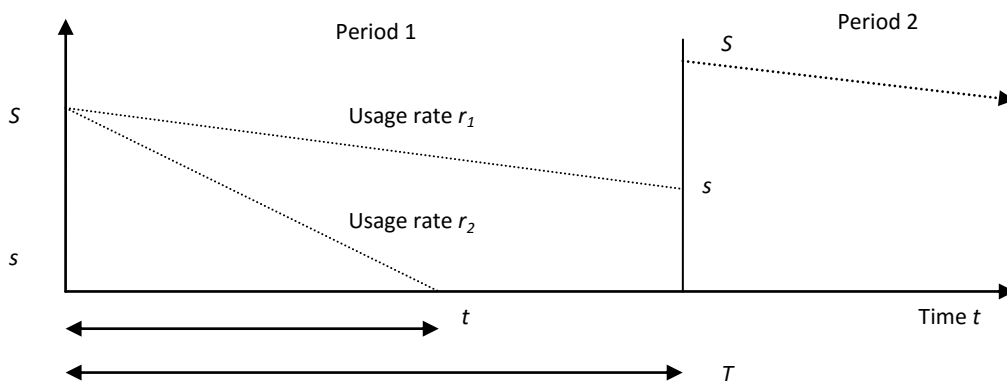 Period 1
Period 2
S
S
Usage rate r1
s
Usage rate r2
s
t
Time t
T